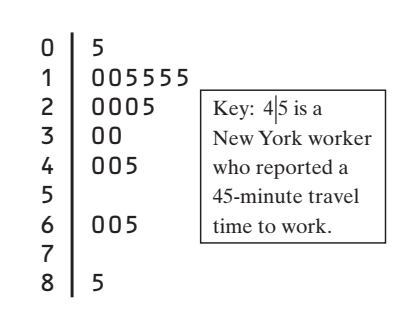 0 | 5
1 | 005555
2 | 0005
3 | 00
4 | 005
5 |
6 | 005
7 |
8 | 5
Key: 4|5 is a
New York worker
who reported a
45-minute travel
time to work.